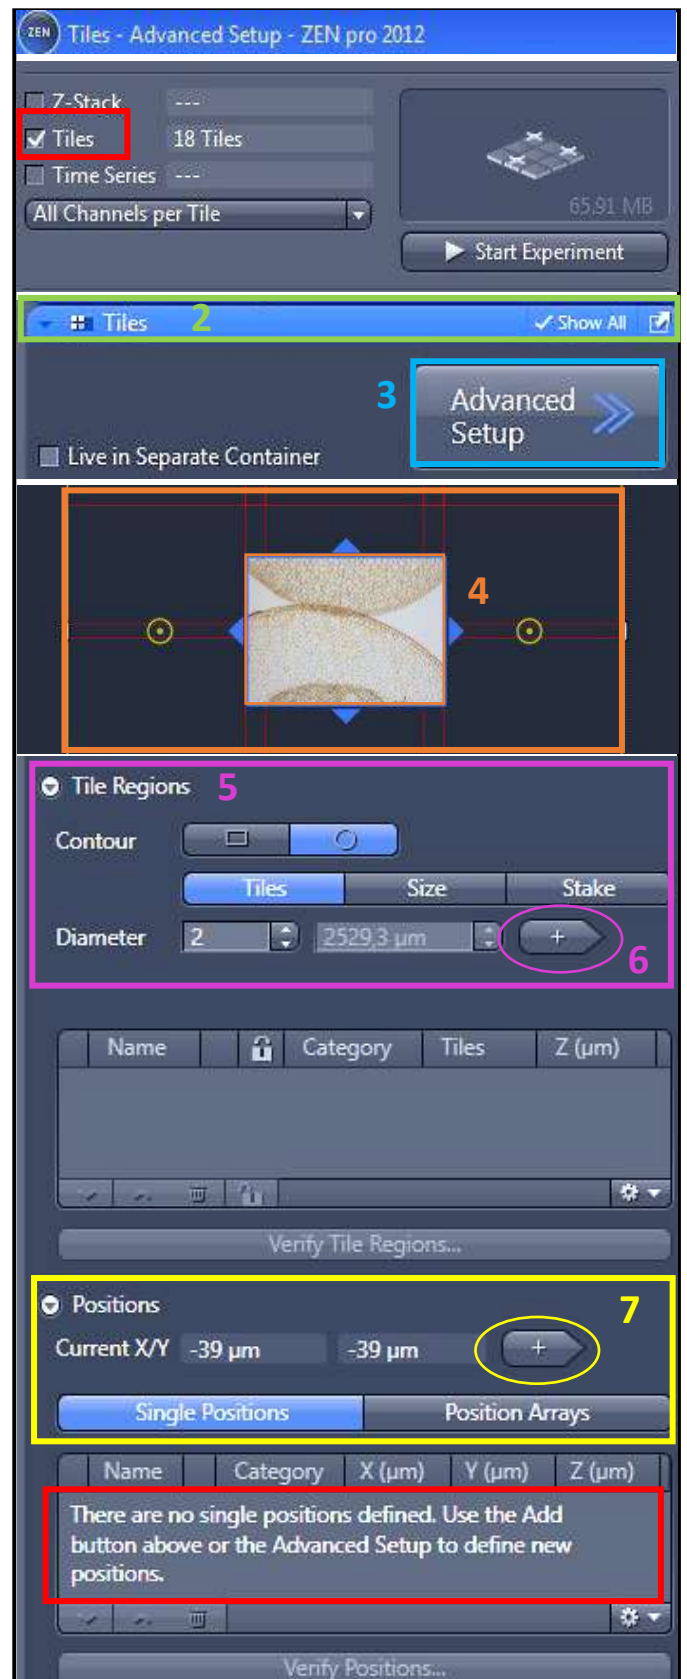 ZEN Tiles - Advanced Setup - ZEN pro 2012
Z-Stack ---
Tiles 18 Tiles
Time Series ---
All Channels per Tile
65,91 MB
Start Experiment
Tiles 2 Show All
3 Advanced
Setup
Live in Separate Container
4
Tile Regions 5
Contour
Tiles Size Stake
Diameter 2 2529,3 µm +
6
Name Category Tiles Z (µm)
Verify Tile Regions...
Positions 7
Current X/Y -39 µm -39 µm +
Single Positions Position Arrays
Name Category X (µm) Y (µm) Z (µm)
There are no single positions defined. Use the Add
button above or the Advanced Setup to define new
positions.
Verify Positions...